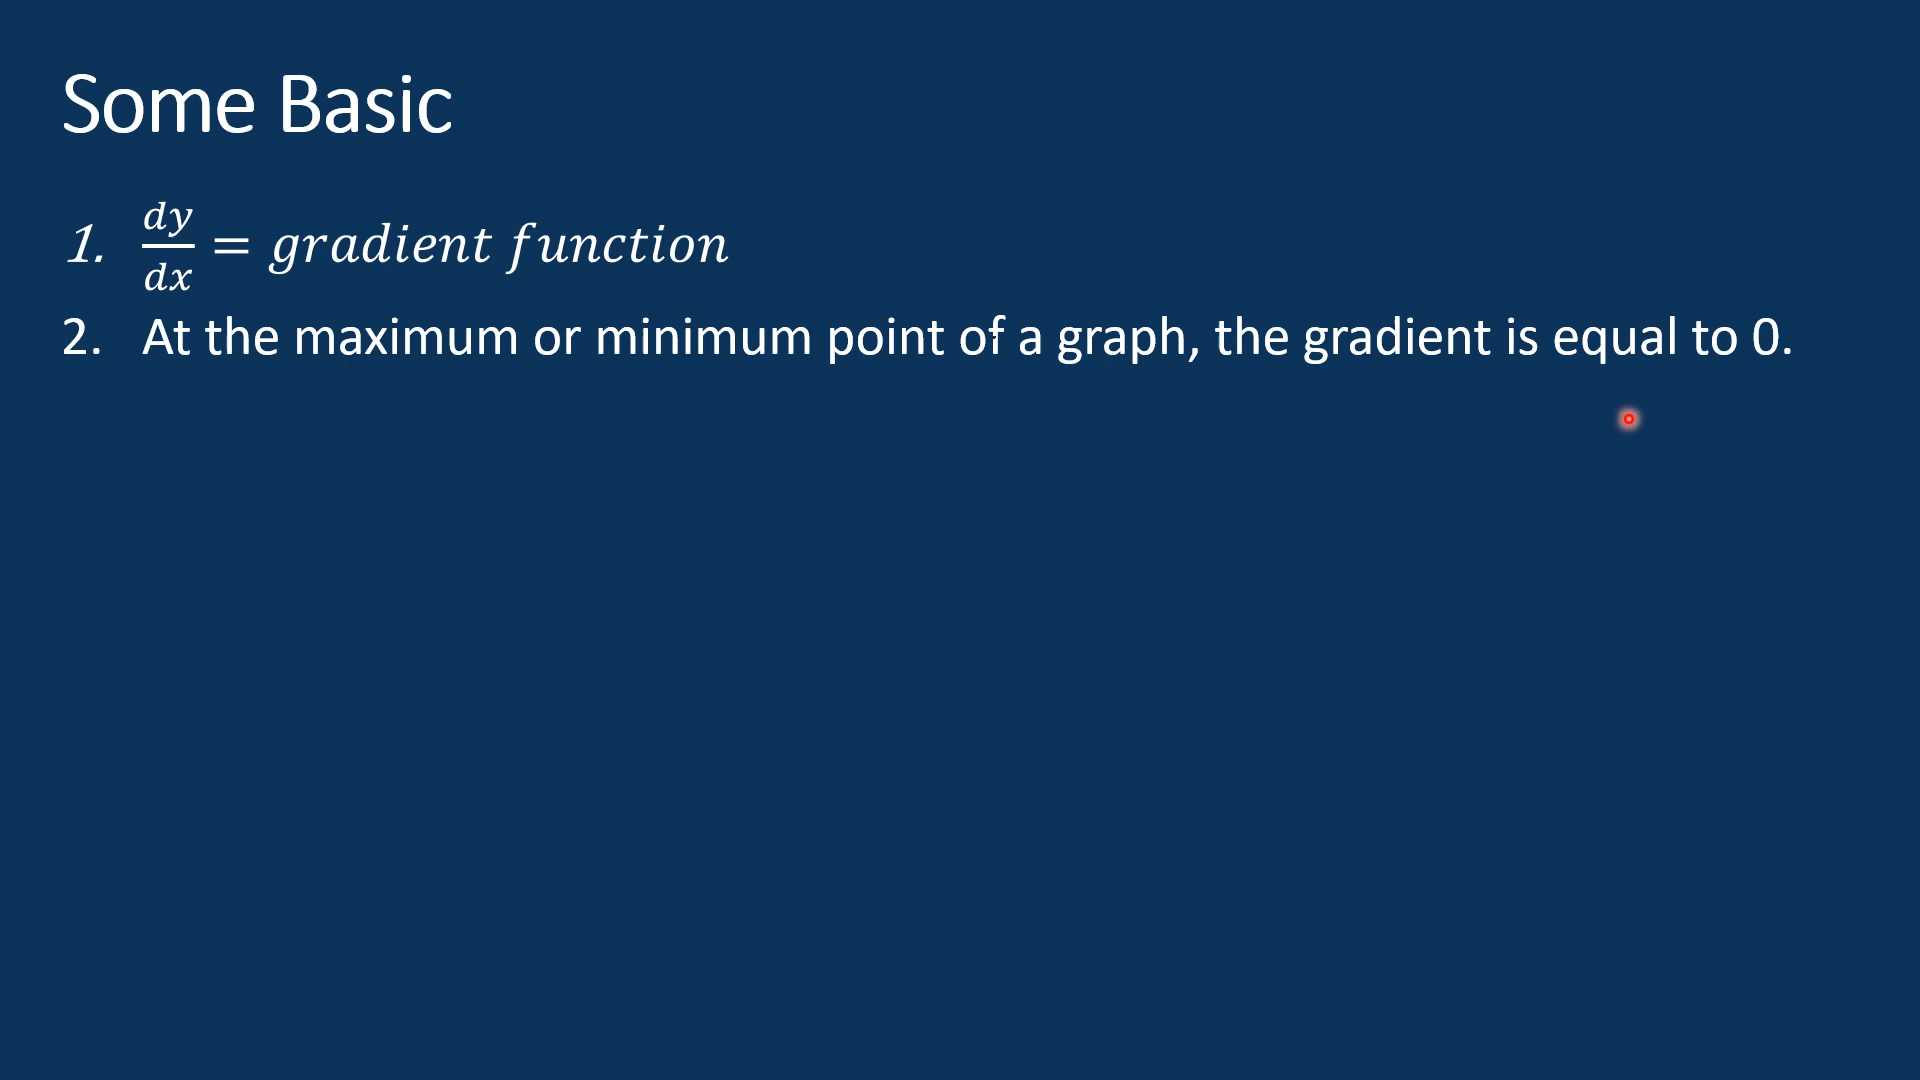 Some Basic
1. dy/dx = gradient function
2. At the maximum or minimum point of a graph, the gradient is equal to 0.